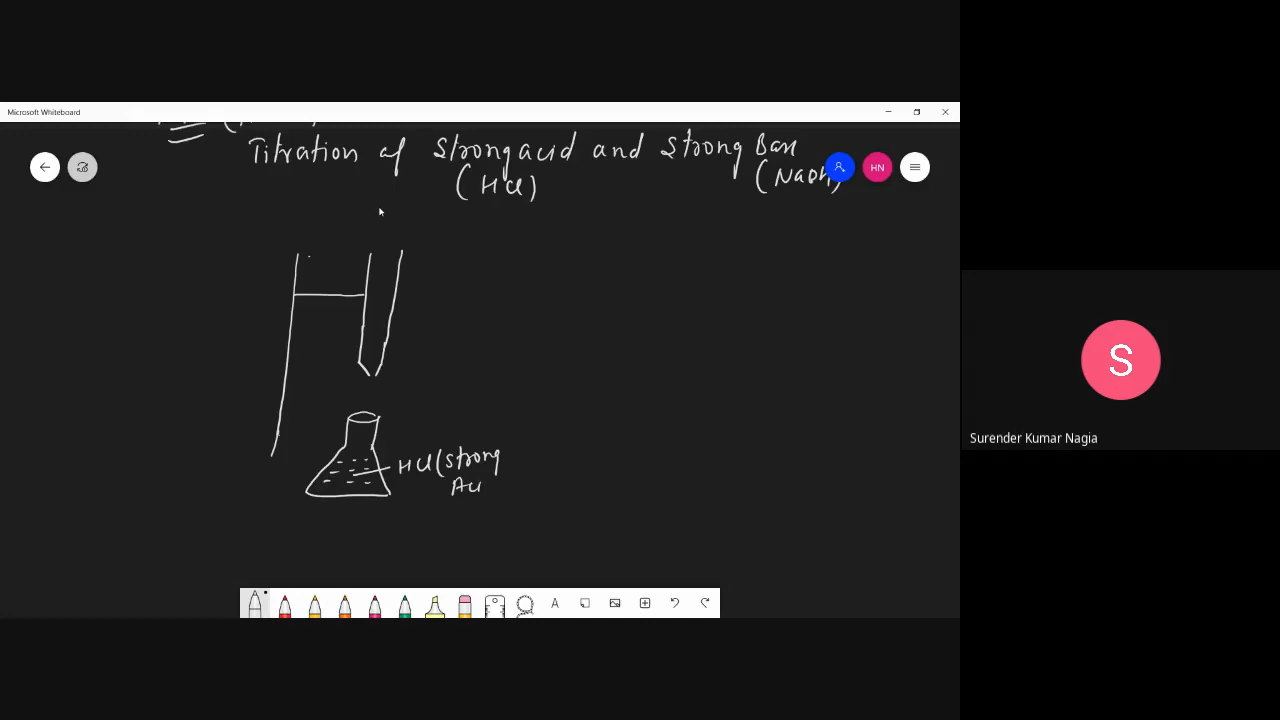 Microsoft Whiteboard
Titration of Strong acid and Strong Base
(HCl)
(NaOH)
HN
HCl (Strong
Aci
S
Surender Kumar Nagia
A